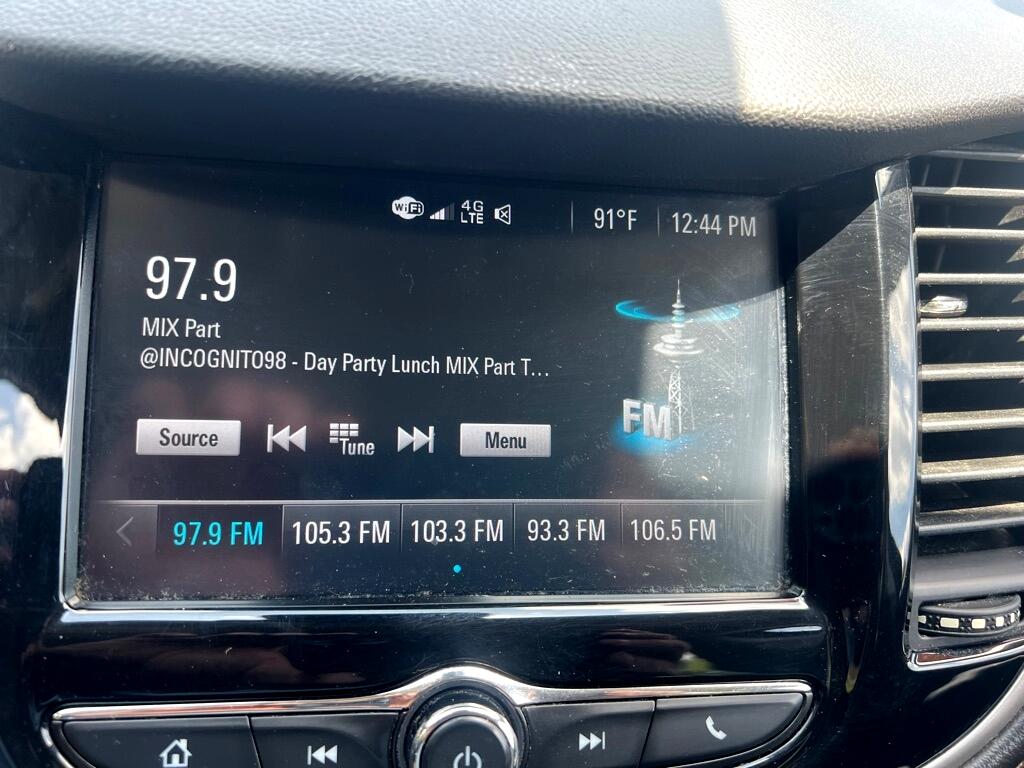 WiFi 4G LTE 91°F 12:44 PM
97.9
MIX Part
@INCOGNITO98 - Day Party Lunch MIX Part T...
Source Tune Menu
FM
97.9 FM 105.3 FM 103.3 FM 93.3 FM 106.5 FM